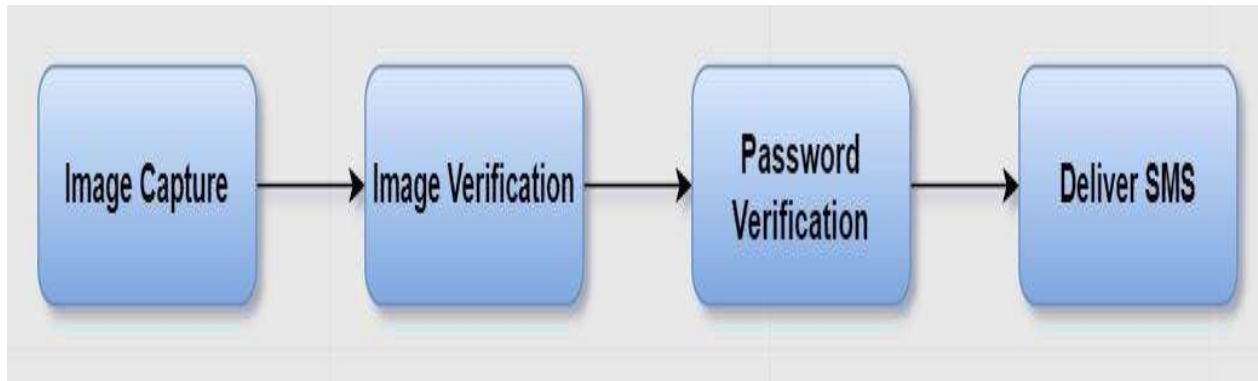 Image Capture
Image Verification
Password
Verification
Deliver SMS